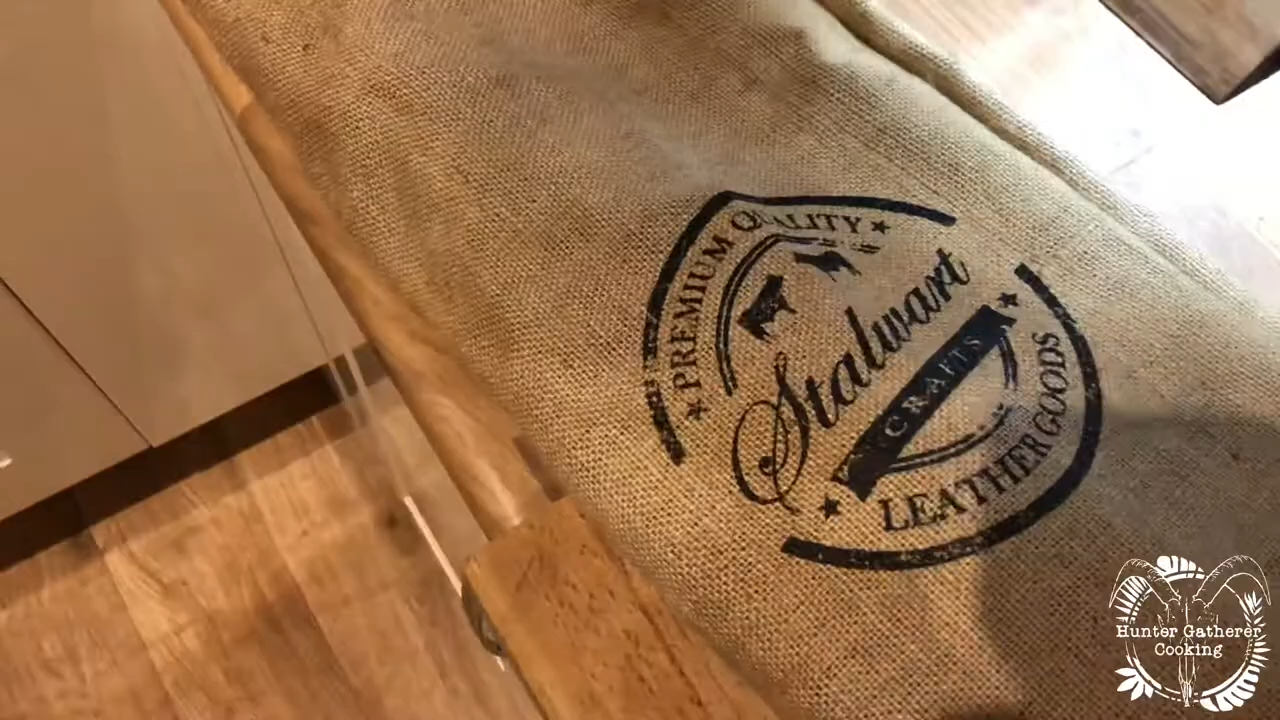 PREMIUM QUALITY
Stalwart
CRAFTS
LEATHER GOODS
Hunter Gatherer
Cooking